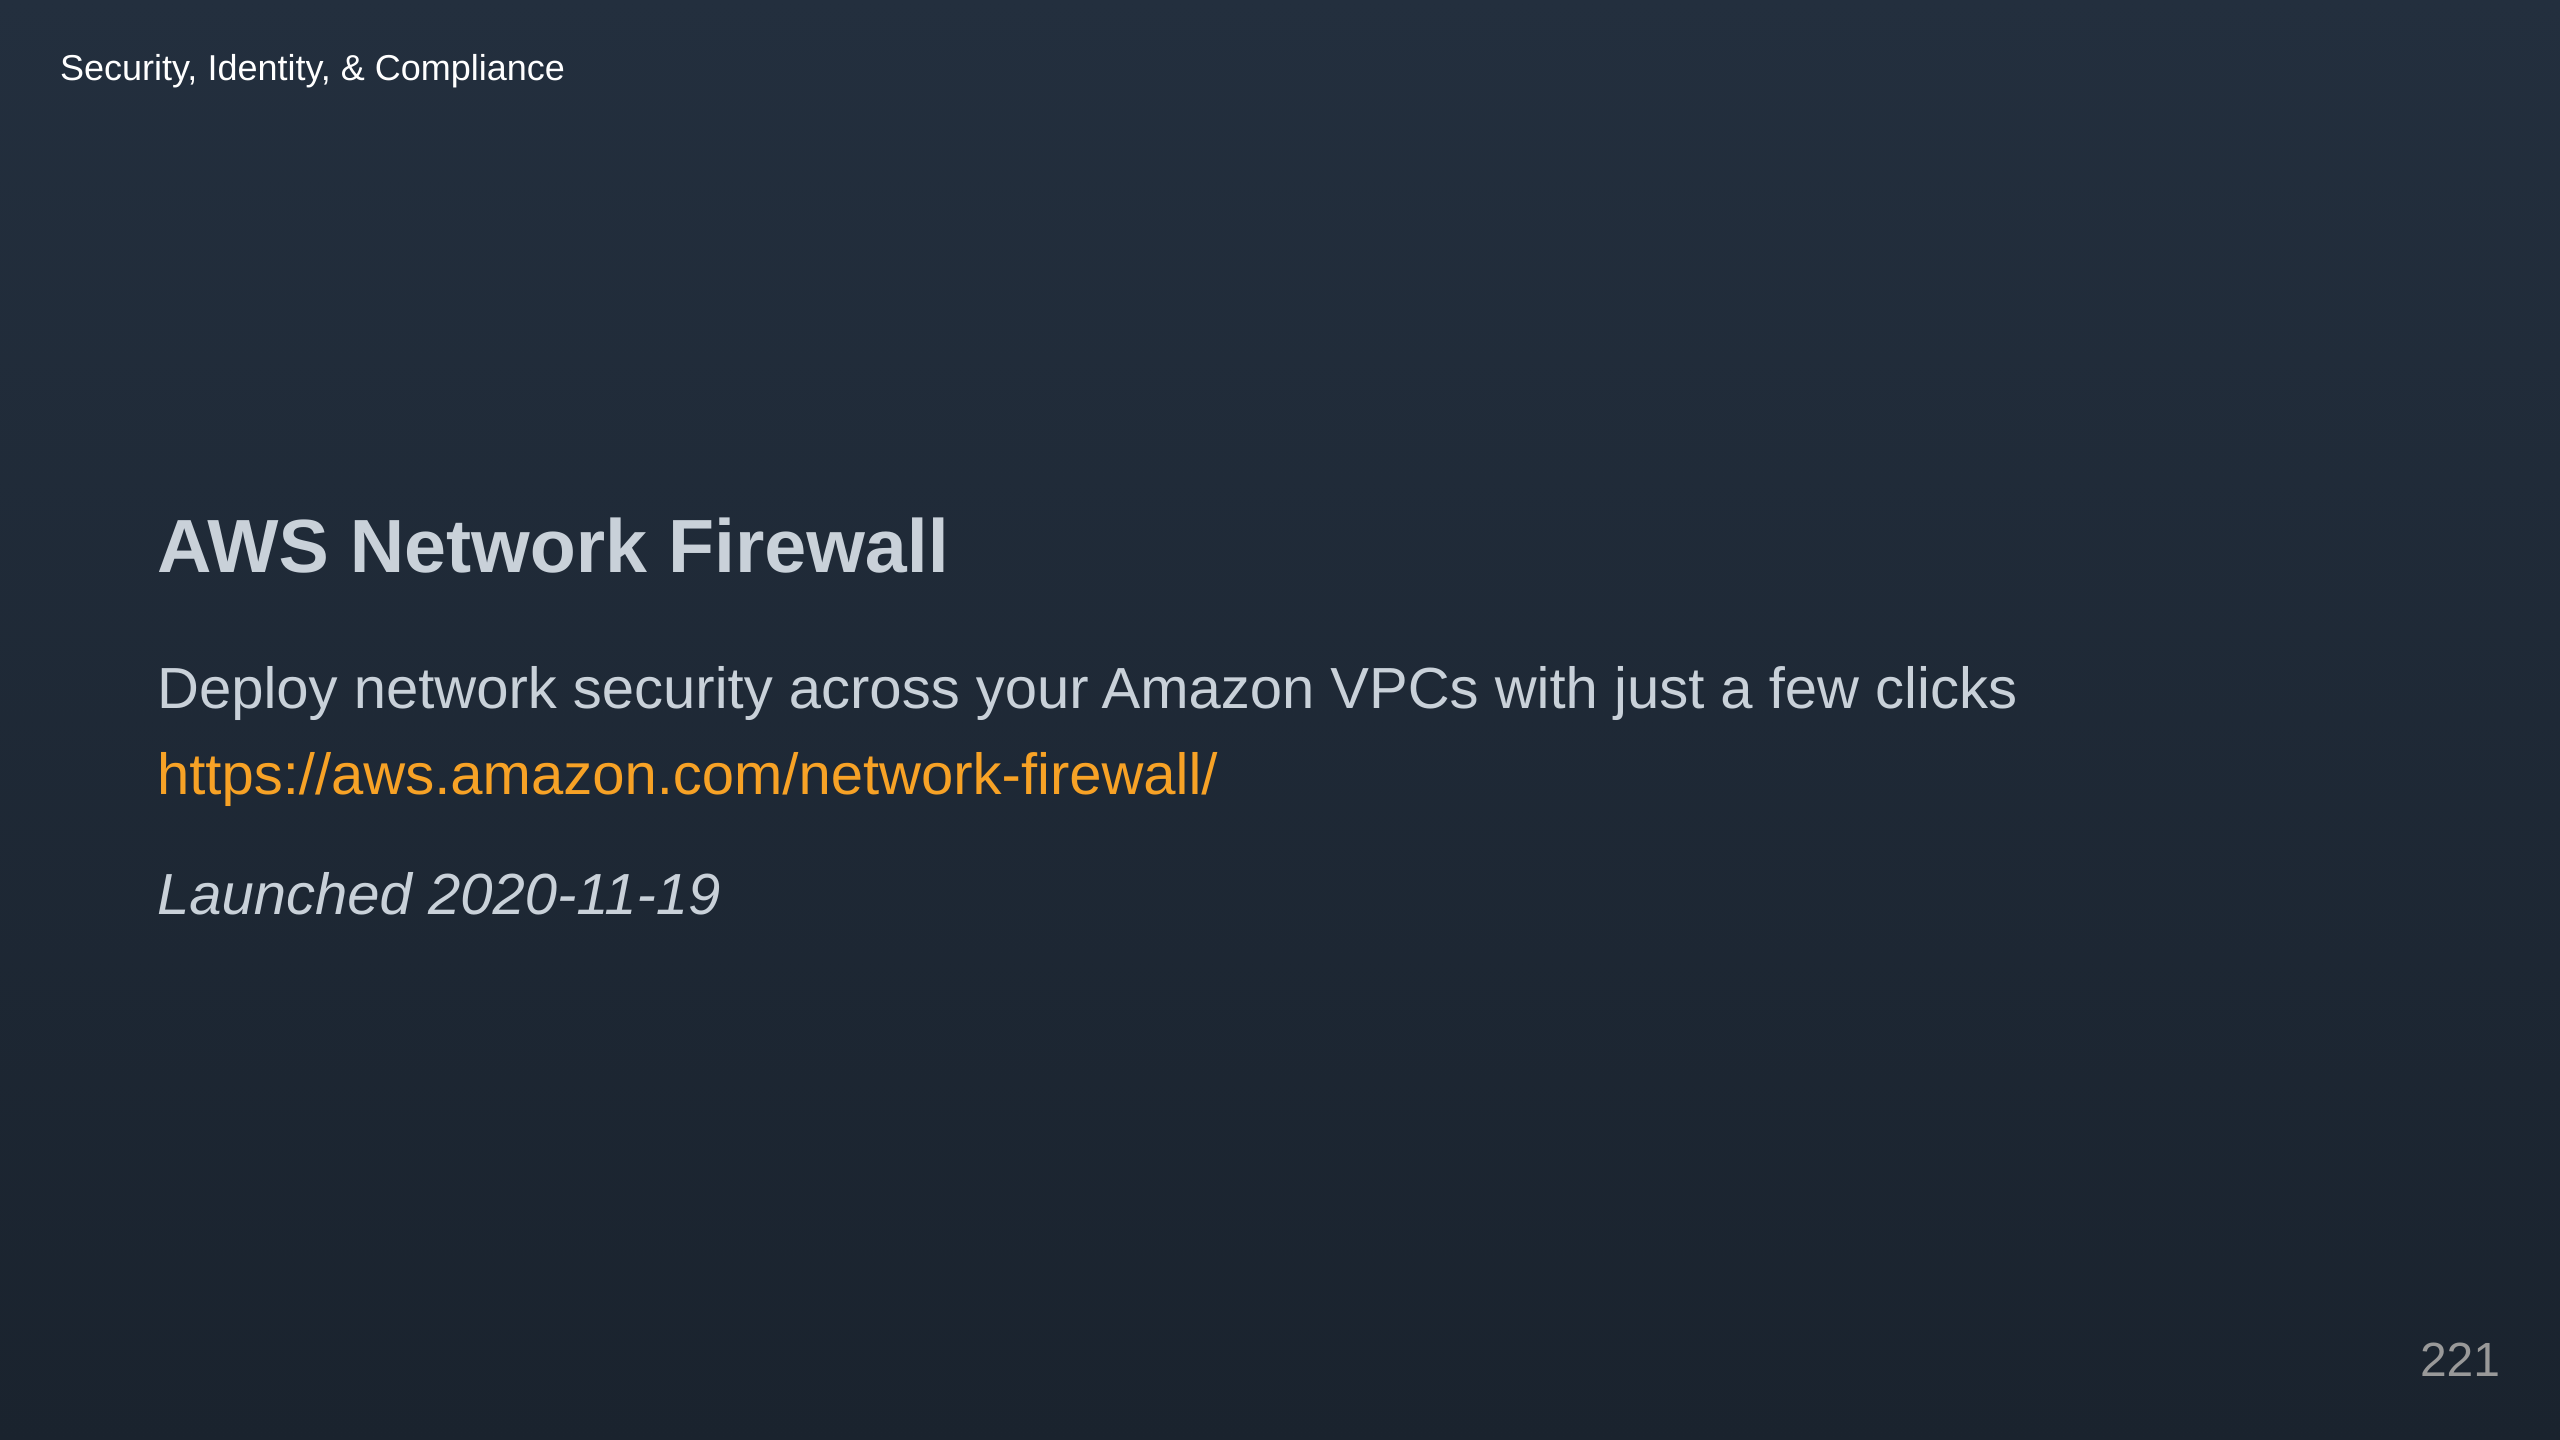 Security, Identity, & Compliance
AWS Network Firewall
Deploy network security across your Amazon VPCs with just a few clicks
https://aws.amazon.com/network-firewall/
Launched 2020-11-19
221